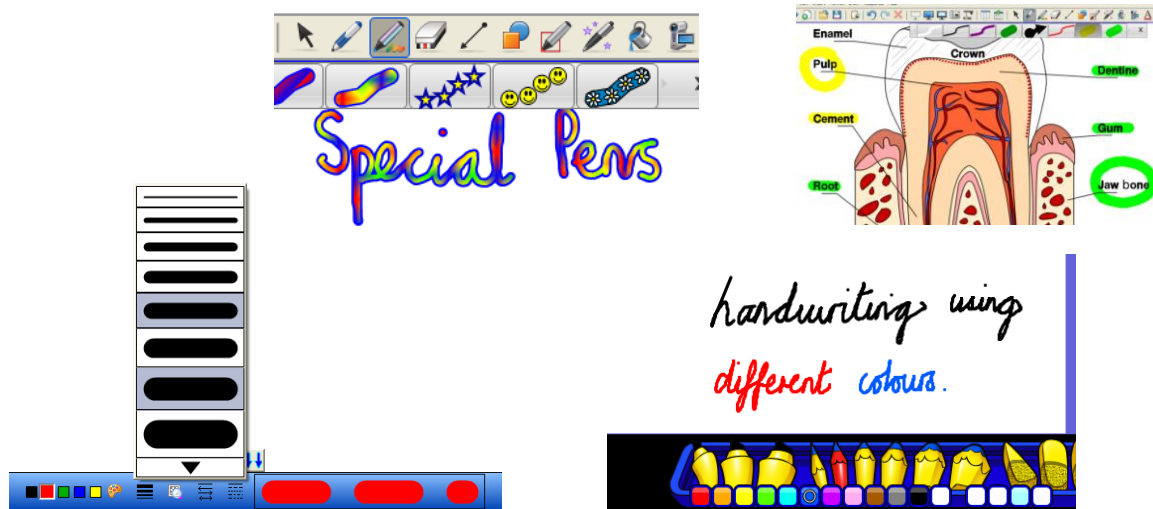 Special Pens
Enamel
Crown
Pulp
Dentine
Cement
Gum
Root
Jaw bone
handwriting using
different colours.